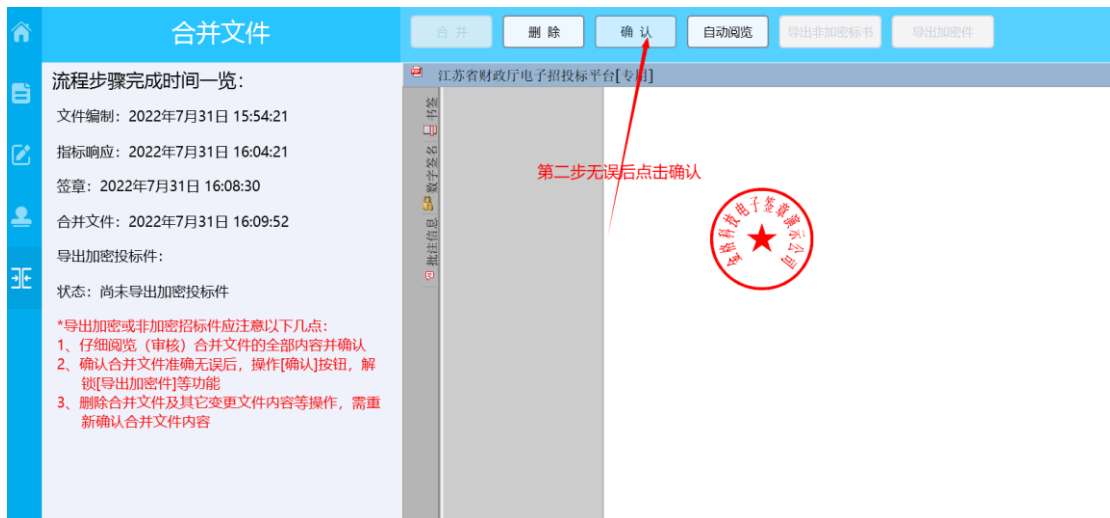 合并文件
合 并
删 除
确 认
自动阅览
导出非加密标书
导出加密件
流程步骤完成时间一览：
文件编制：2022年7月31日 15:54:21
指标响应：2022年7月31日 16:04:21
签章：2022年7月31日 16:08:30
合并文件：2022年7月31日 16:09:52
导出加密投标件：
状态：尚未导出加密投标件
*导出加密或非加密招标件应注意以下几点：
1、仔细阅览（审核）合并文件的全部内容并确认
2、确认合并文件准确无误后，操作[确认]按钮，解
锁[导出加密件]等功能
3、删除合并文件及其它变更文件内容等操作，需重
新确认合并文件内容
江苏省财政厅电子招投标平台[专用]
书签
数字签名
批注信息
第二步无误后点击确认
金格科技电子签章演示公司